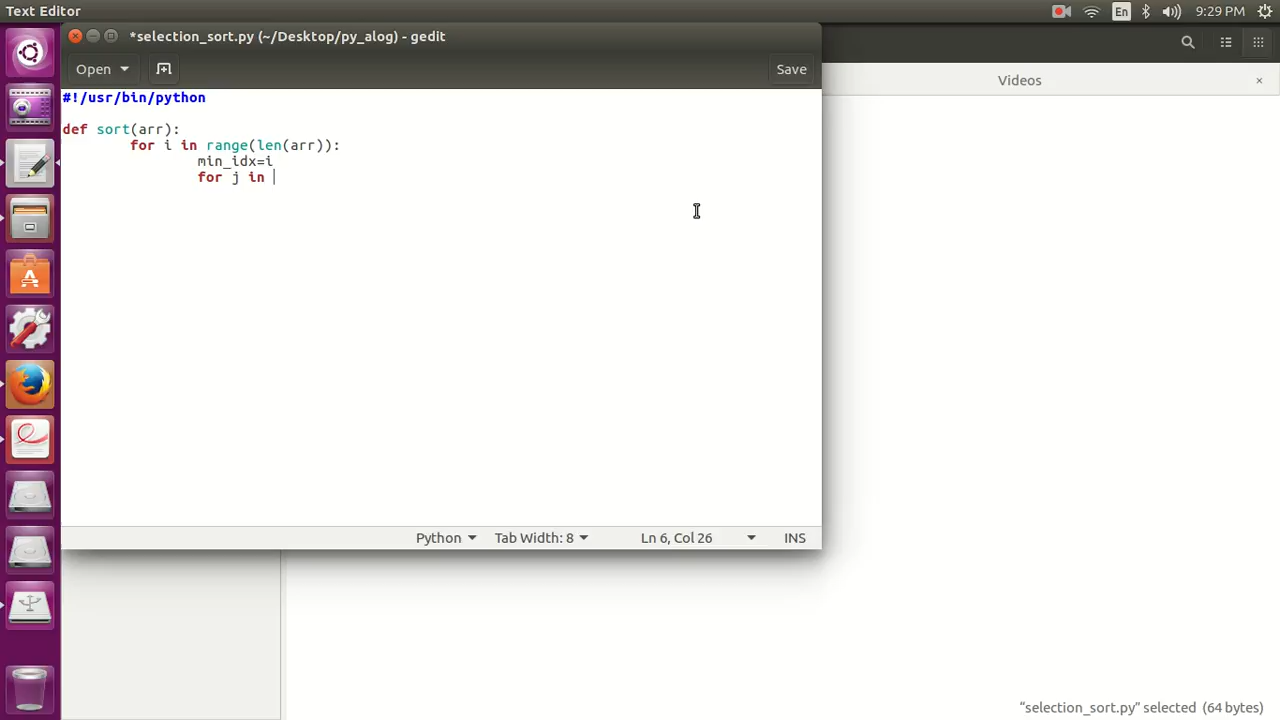 Text Editor
En
9:29 PM
*selection_sort.py (~/Desktop/py_alog) - gedit
Open
Save
Videos
#!/usr/bin/python
def sort(arr):
for i in range(len(arr)):
min_idx=i
for j in
Python
Tab Width: 8
Ln 6, Col 26
INS
“selection_sort.py” selected (64 bytes)